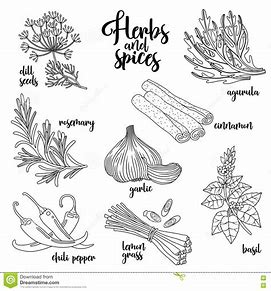 Herbs
and
spices
dill
seeds
agurula
rosemary
cinnamon
garlic
chili pepper
lemon
grass
basil
Download from
Dreamstime.com